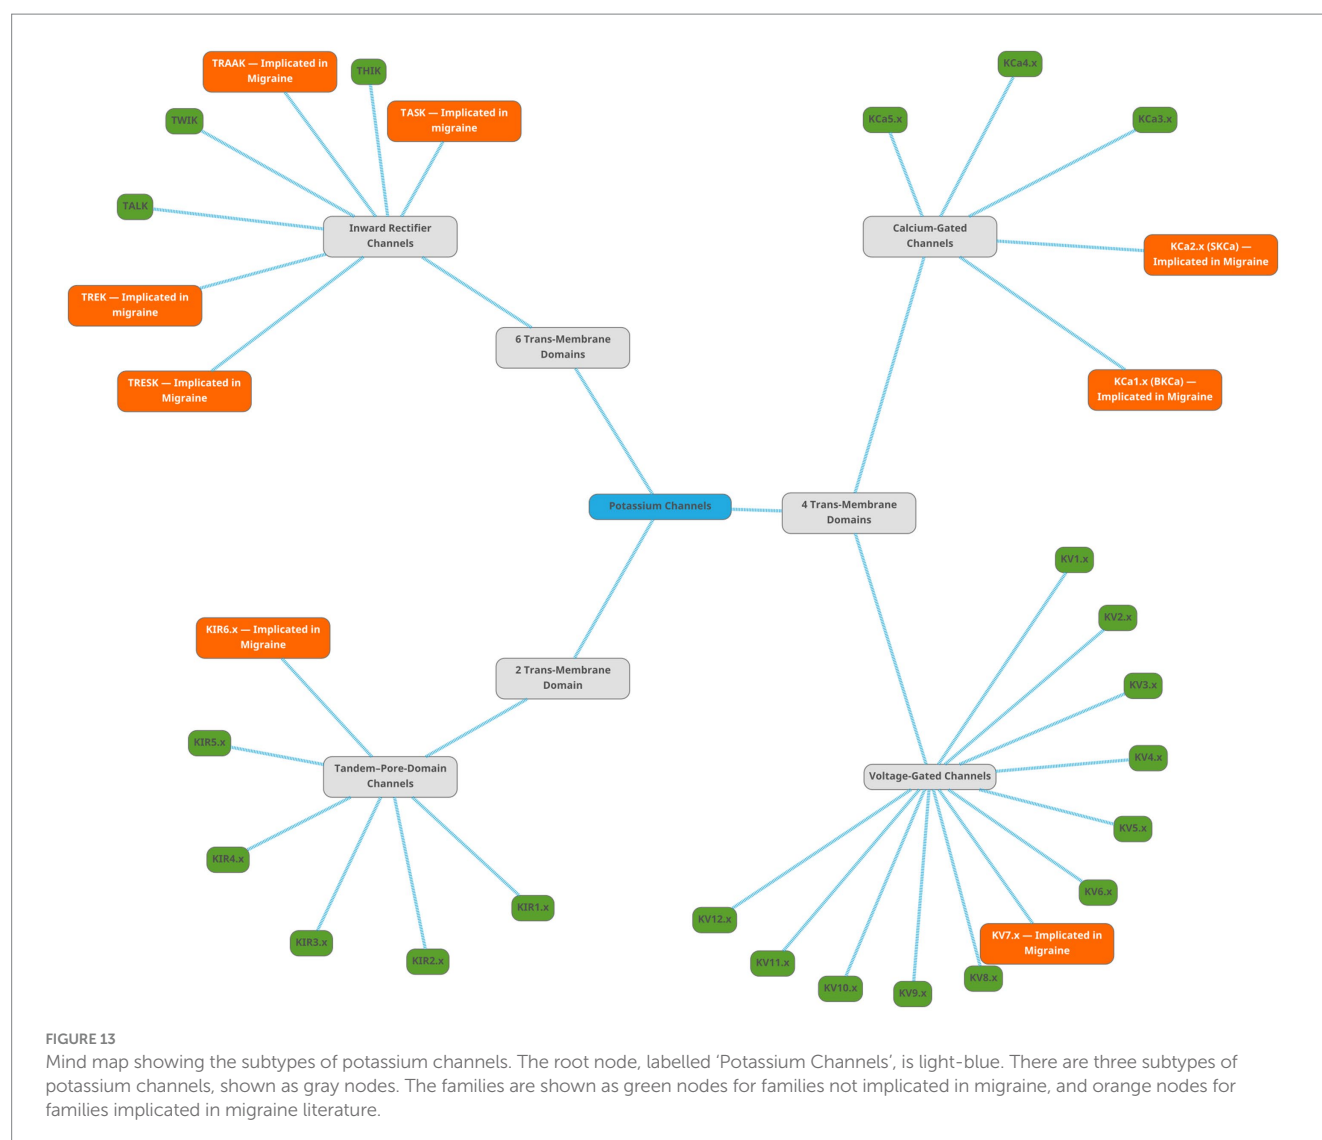 TRAAK — Implicated in
Migraine
THIK
TASK — Implicated in
migraine
TWIK
TALK
Inward Rectifier
Channels
TREK — Implicated in
migraine
TRESK — Implicated in
Migraine
6 Trans-Membrane
Domains
KCa4.x
KCa5.x
KCa3.x
Calcium-Gated
Channels
KCa2.x (SKCa) —
Implicated in Migraine
KCa1.x (BKCa) —
Implicated in Migraine
Potassium Channels
4 Trans-Membrane
Domains
KIR6.x — Implicated in
Migraine
2 Trans-Membrane
Domain
KIR5.x
Tandem–Pore-Domain
Channels
KIR4.x
KIR3.x
KIR2.x
KIR1.x
KV1.x
KV2.x
KV3.x
KV4.x
Voltage-Gated Channels
KV5.x
KV6.x
KV7.x — Implicated in
Migraine
KV8.x
KV9.x
KV10.x
KV11.x
KV12.x
FIGURE 13
Mind map showing the subtypes of potassium channels. The root node, labelled ‘Potassium Channels’, is light-blue. There are three subtypes of
potassium channels, shown as gray nodes. The families are shown as green nodes for families not implicated in migraine, and orange nodes for
families implicated in migraine literature.